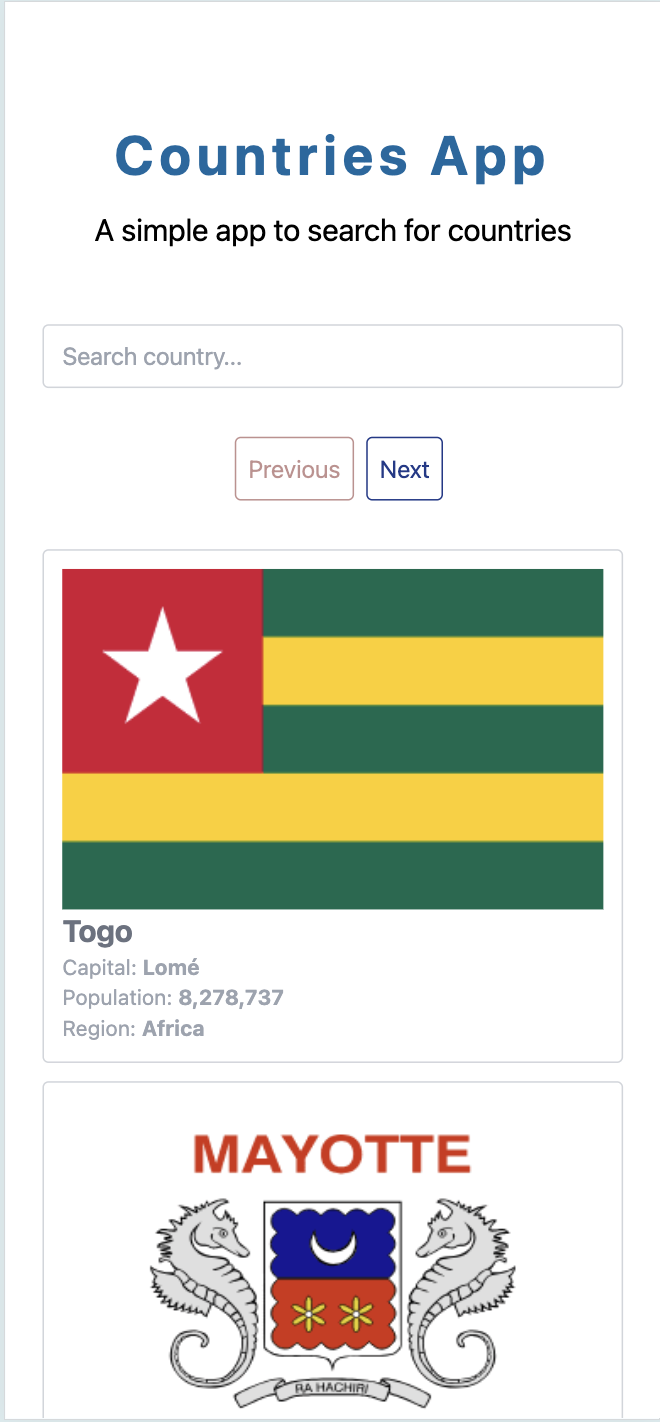 Countries App
A simple app to search for countries
Search country...
Previous Next
Togo
Capital: Lomé
Population: 8,278,737
Region: Africa
MAYOTTE
RA HACHIRI